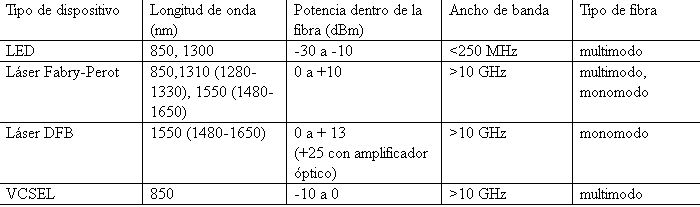 Tipo de dispositivo Longitud de onda Potencia dentro de la Ancho de banda Tipo de fibra
(nm) fibra (dBm)
LED 850, 1300 -30 a -10 <250 MHz multimodo
Láser Fabry-Perot 850,1310 (1280- 0 a +10 >10 GHz multimodo,
1330), 1550 (1480- monomodo
1650)
Láser DFB 1550 (1480-1650) 0 a + 13 >10 GHz monomodo
(+25 con amplificador
óptico)
VCSEL 850 -10 a 0 >10 GHz multimodo